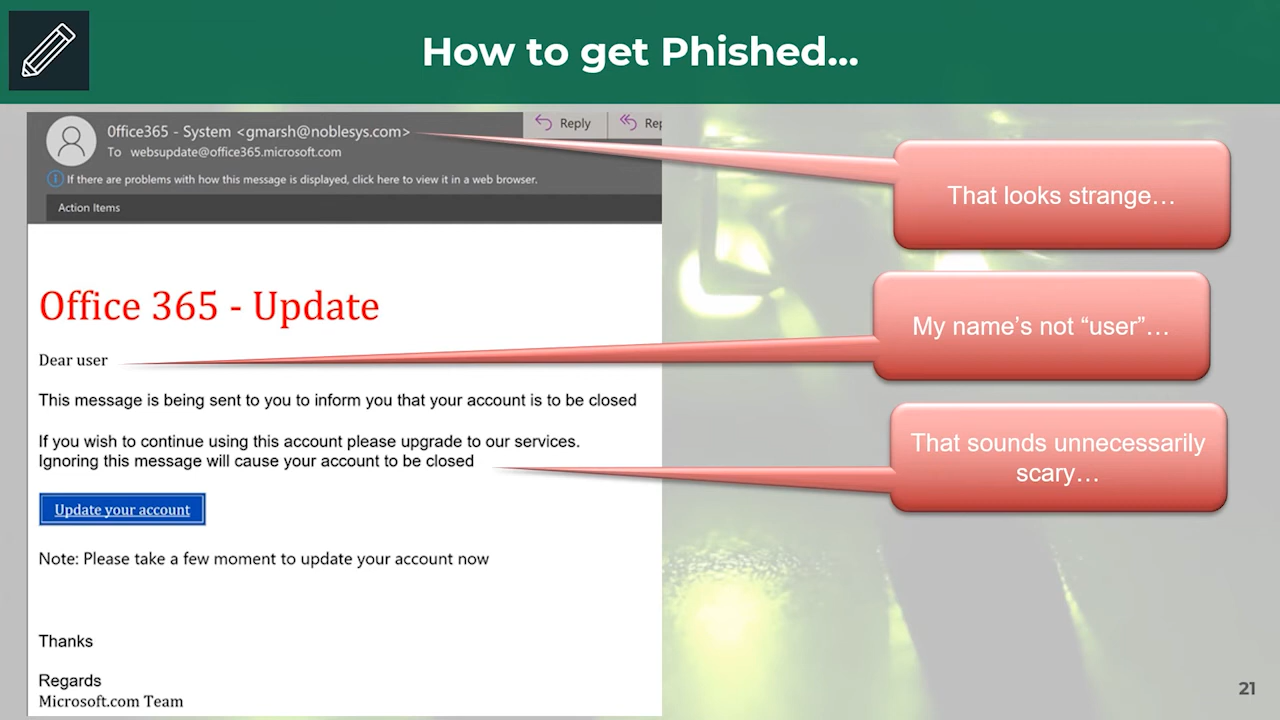 How to get Phished...
0ffice365 - System <gmarsh@noblesys.com>
Reply
To websupdate@office365.microsoft.com
If there are problems with how this message is displayed, click here to view it in a web browser.
Action Items
That looks strange…
Office 365 - Update
My name’s not “user”…
Dear user
This message is being sent to you to inform you that your account is to be closed
If you wish to continue using this account please upgrade to our services.
Ignoring this message will cause your account to be closed
That sounds unnecessarily
scary…
Update your account
Note: Please take a few moment to update your account now
Thanks
Regards
Microsoft.com Team
21